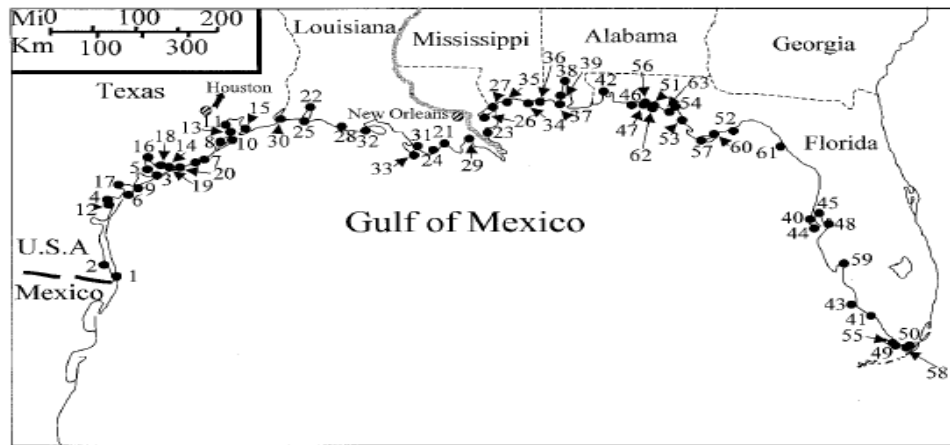 Mi 0 100 200
Km 100 300
Louisiana
Mississippi
Alabama
Georgia
Texas
Houston
New Orleans
Florida
Gulf of Mexico
U.S.A
Mexico
36 39
38 42 56 51 63
27 35
22
15
11
13
46 54
52
16 18 14
8 10
30 25
28 32
31 21
23 26 34 37
47 62 53
57 60 61
5
3 7
20
19
17
9
6
4
12
33 24 29
40 45
44 48
2
1
59
43
41
55
49
50
58